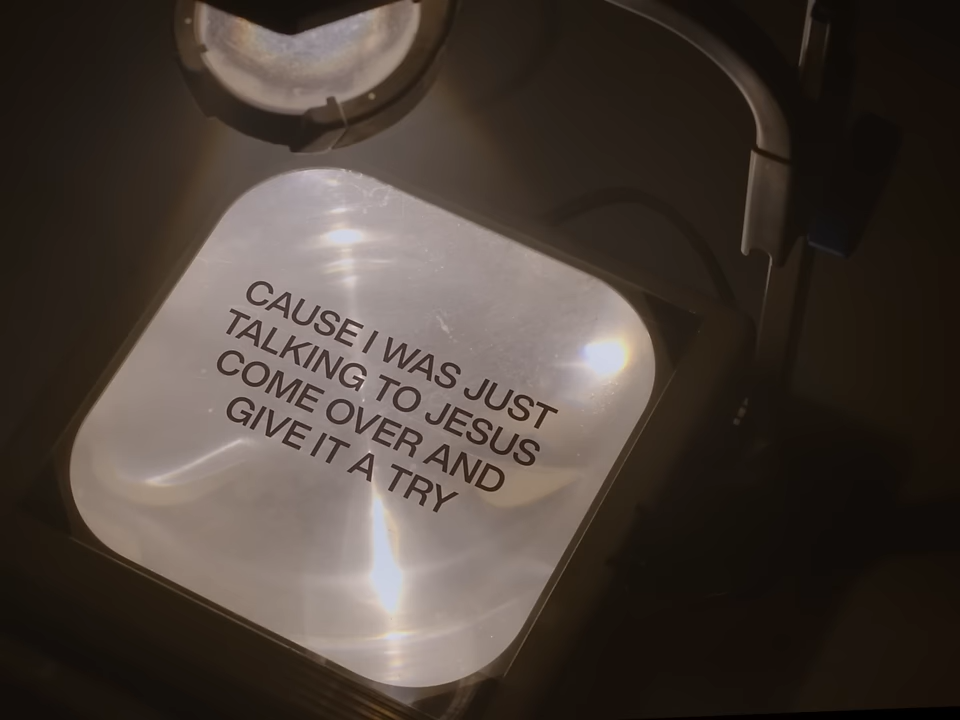 CAUSE I WAS JUST
TALKING TO JESUS
COME OVER AND
GIVE IT A TRY